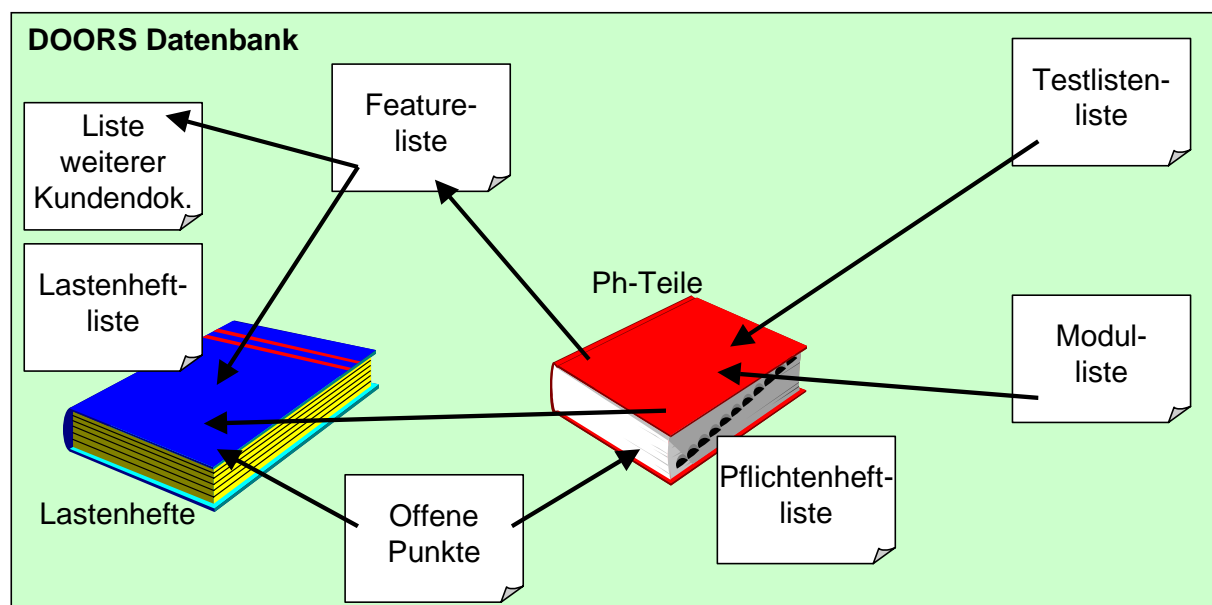 DOORS Datenbank
Liste
weiterer
Kundendok.
Feature-
liste
Testlisten-
liste
Lastenheft-
liste
Ph-Teile
Modul-
liste
Lastenhefte
Offene
Punkte
Pflichtenheft-
liste